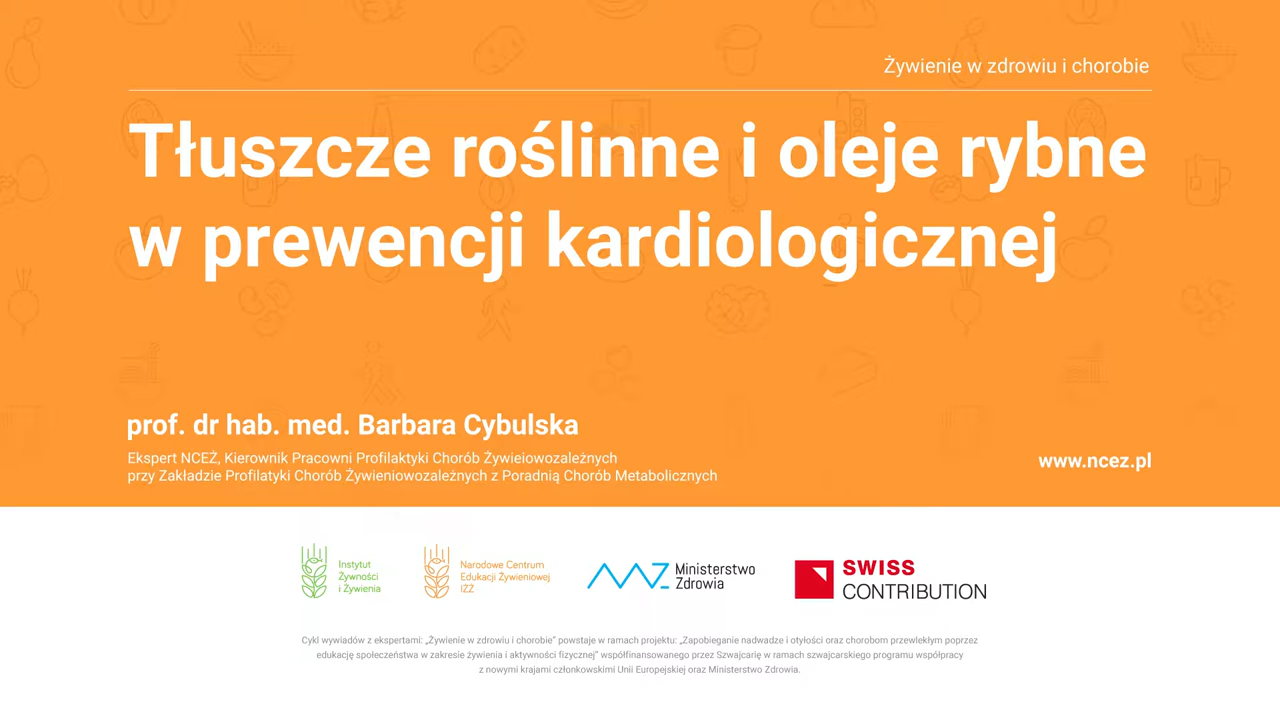 Żywienie w zdrowiu i chorobie
Tłuszcze roślinne i oleje rybne
w prewencji kardiologicznej
prof. dr hab. med. Barbara Cybulska
Ekspert NCEŻ, Kierownik Pracowni Profilaktyki Chorób Żywieiowozależnych
przy Zakładzie Profilatyki Chorób Żywieniowozależnych z Poradnią Chorób Metabolicznych
www.ncez.pl
Instytut
Żywności
i Żywienia
Narodowe Centrum
Edukacji Żywieniowej
IŻŻ
Ministerstwo
Zdrowia
SWISS
CONTRIBUTION
Cykl wywiadów z ekspertami: „Żywienie w zdrowiu i chorobie” powstaje w ramach projektu: „Zapobieganie nadwadze i otyłości oraz chorobom przewlekłym poprzez
edukację społeczeństwa w zakresie żywienia i aktywności fizycznej” współfinansowanego przez Szwajcarię w ramach szwajcarskiego programu współpracy
z nowymi krajami członkowskimi Unii Europejskiej oraz Ministerstwo Zdrowia.